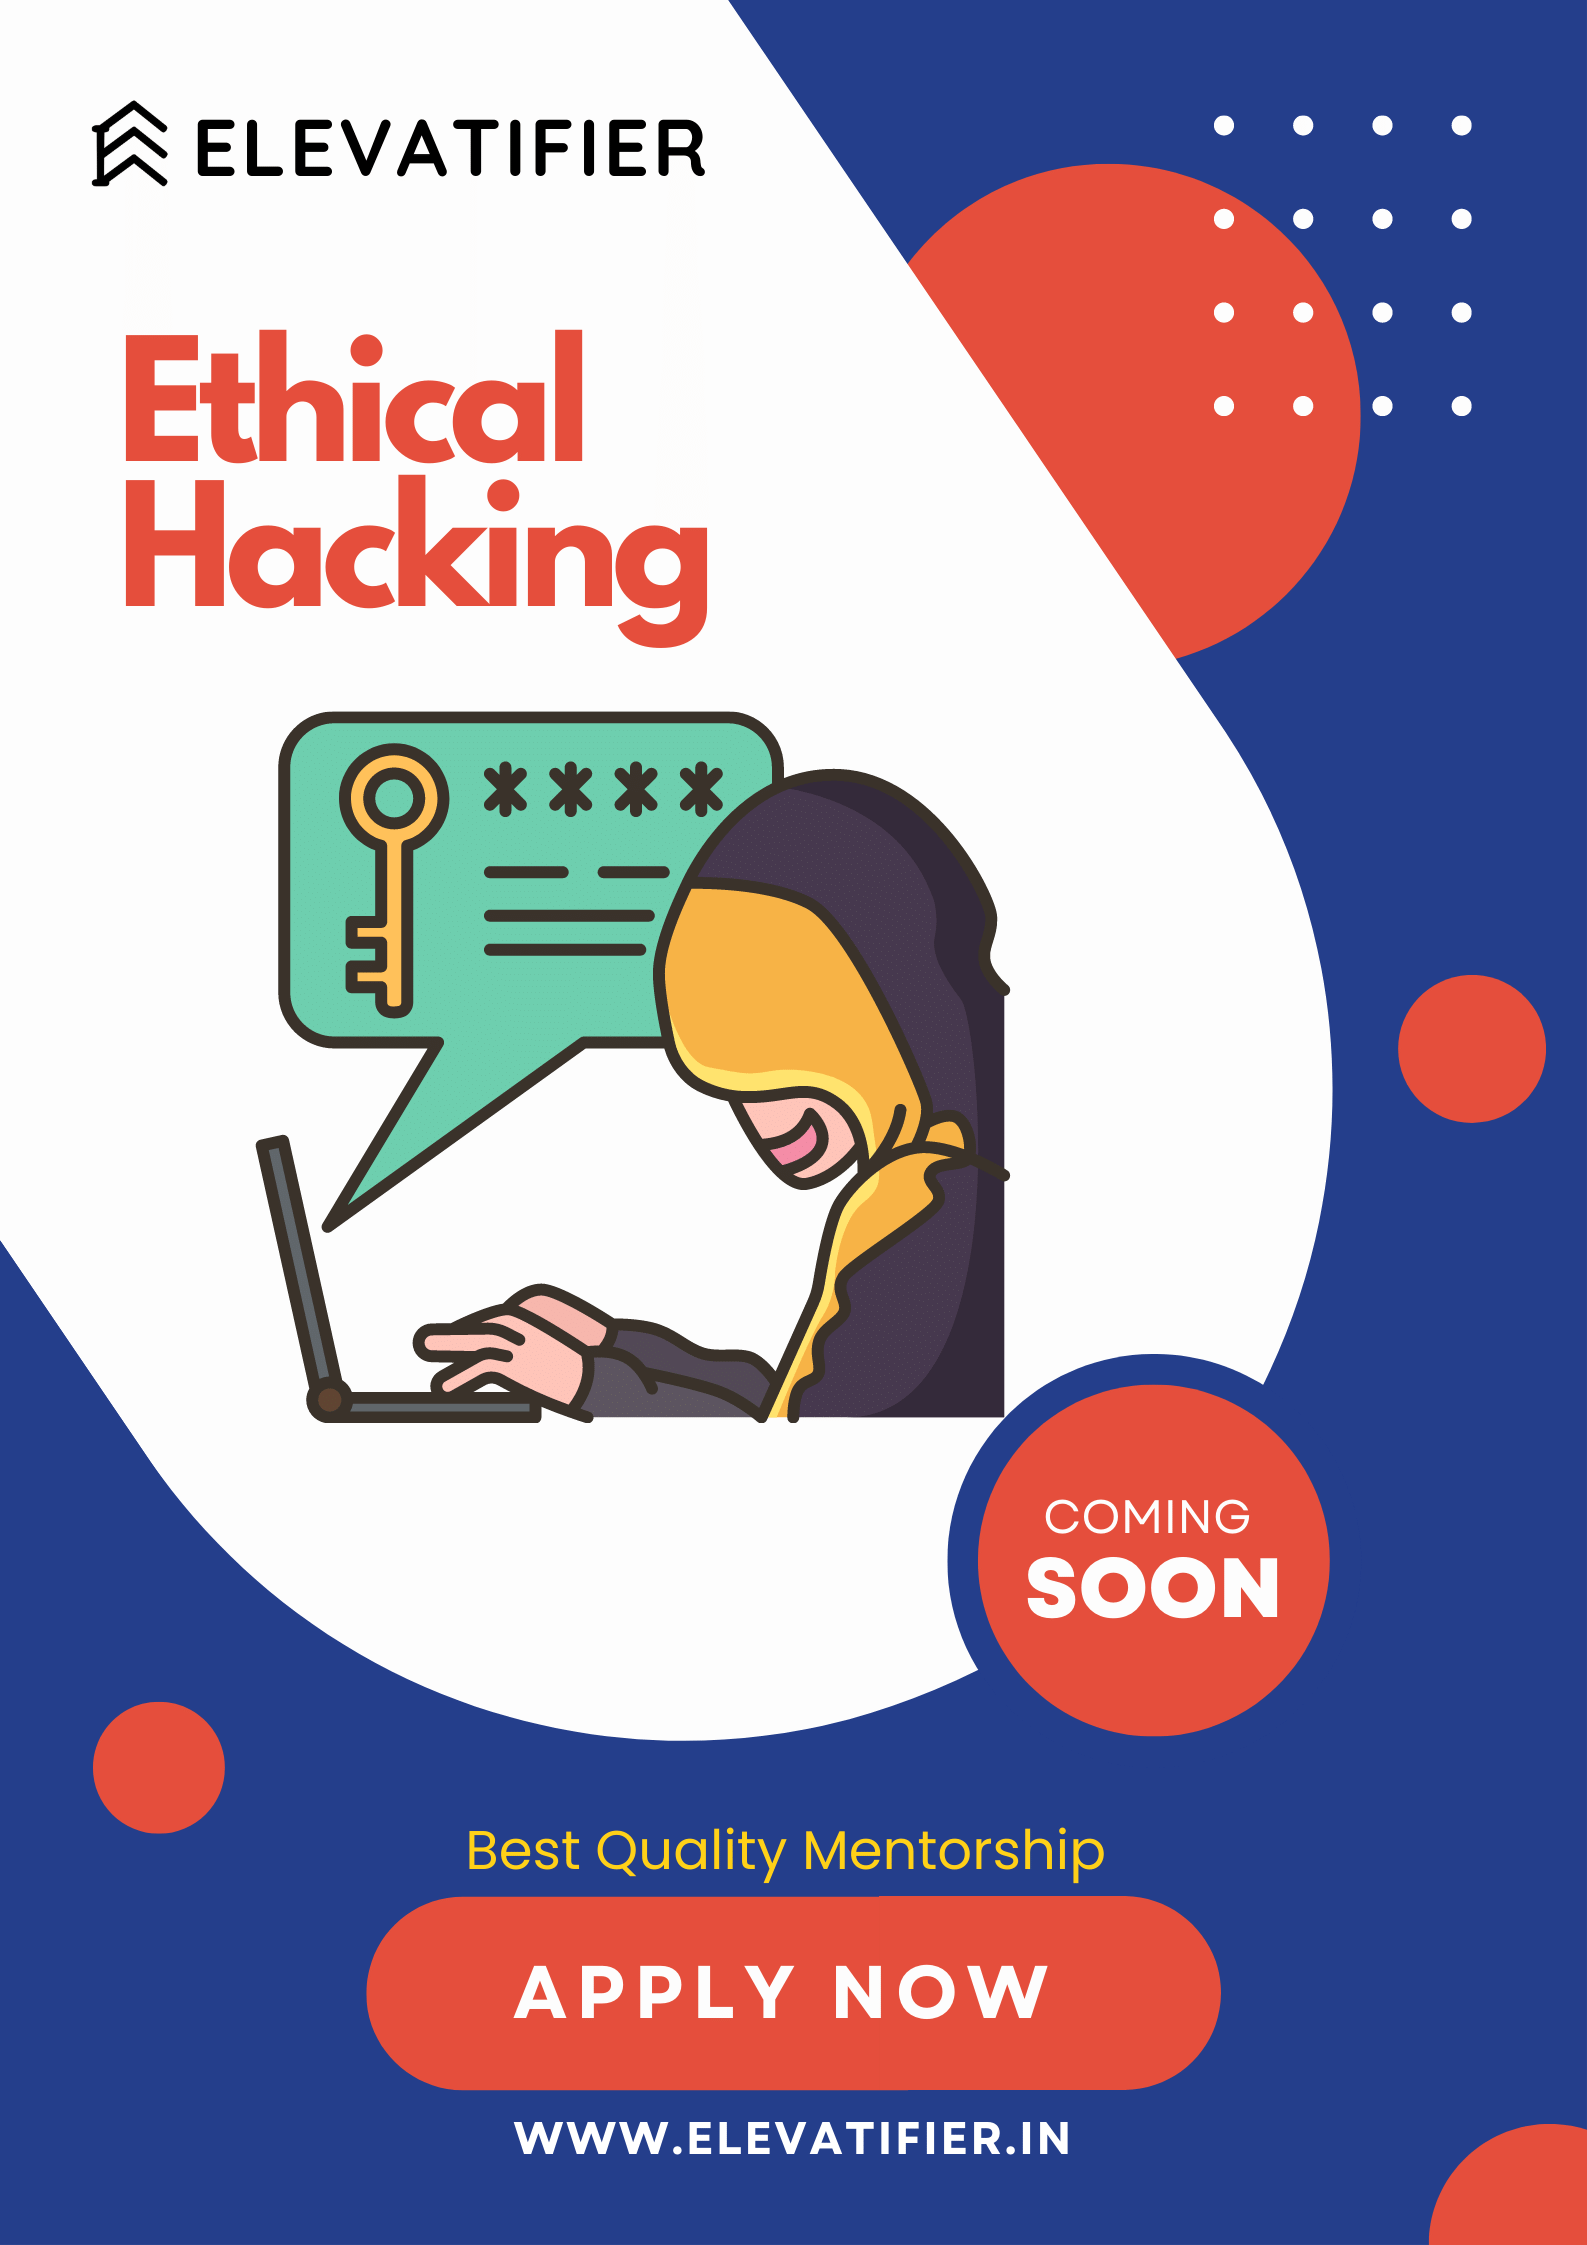 ELEVATIFIER
Ethical
Hacking
****
COMING
SOON
Best Quality Mentorship
APPLY NOW
WWW.ELEVATIFIER.IN